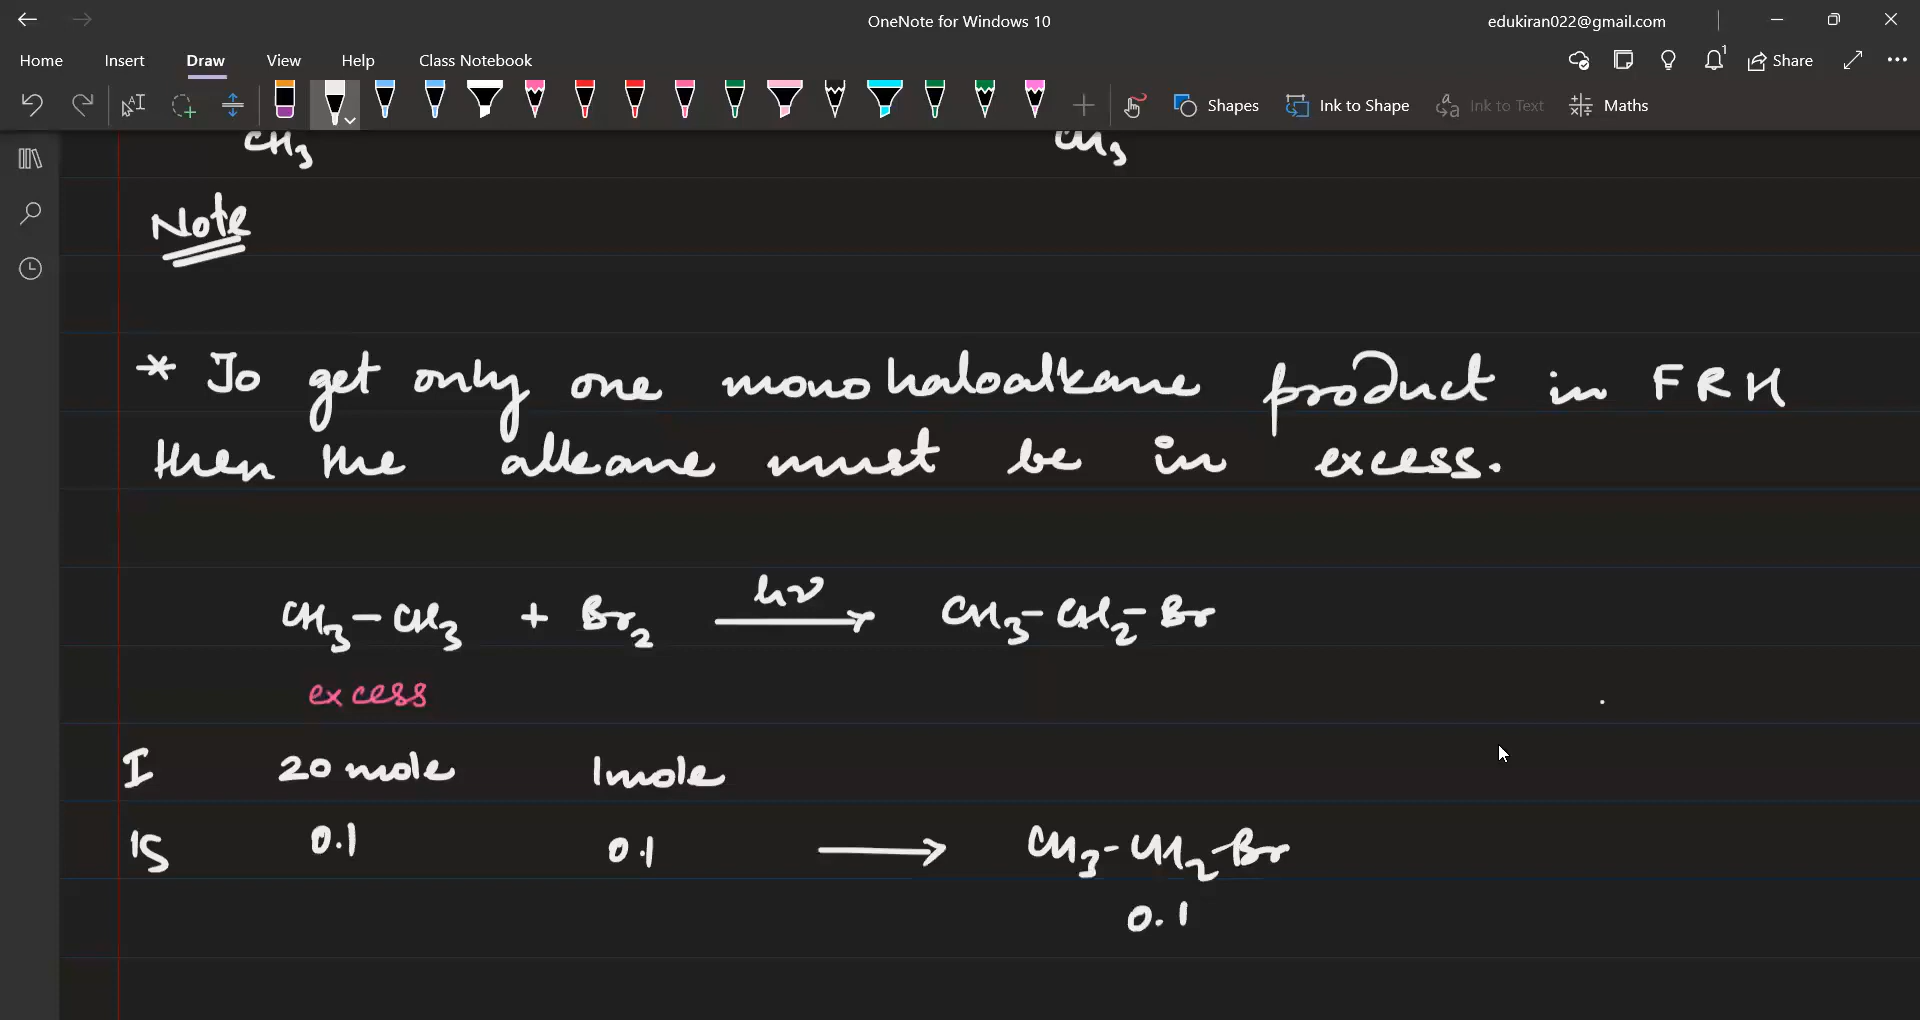 OneNote for Windows 10
edukiran022@gmail.com
Home Insert Draw View Help Class Notebook
1 Share
Shapes Ink to Shape Ink to Text Maths
CH3 CH3
Note
* To get only one monohaloalkane product in FRH
then the alkane must be in excess.
hν
CH3-CH3 + Br2 ⟶ CH3-CH2-Br
excess
I 20 mole 1mole
1S 0.1 0.1 ⟶ CH3-CH2-Br
0.1